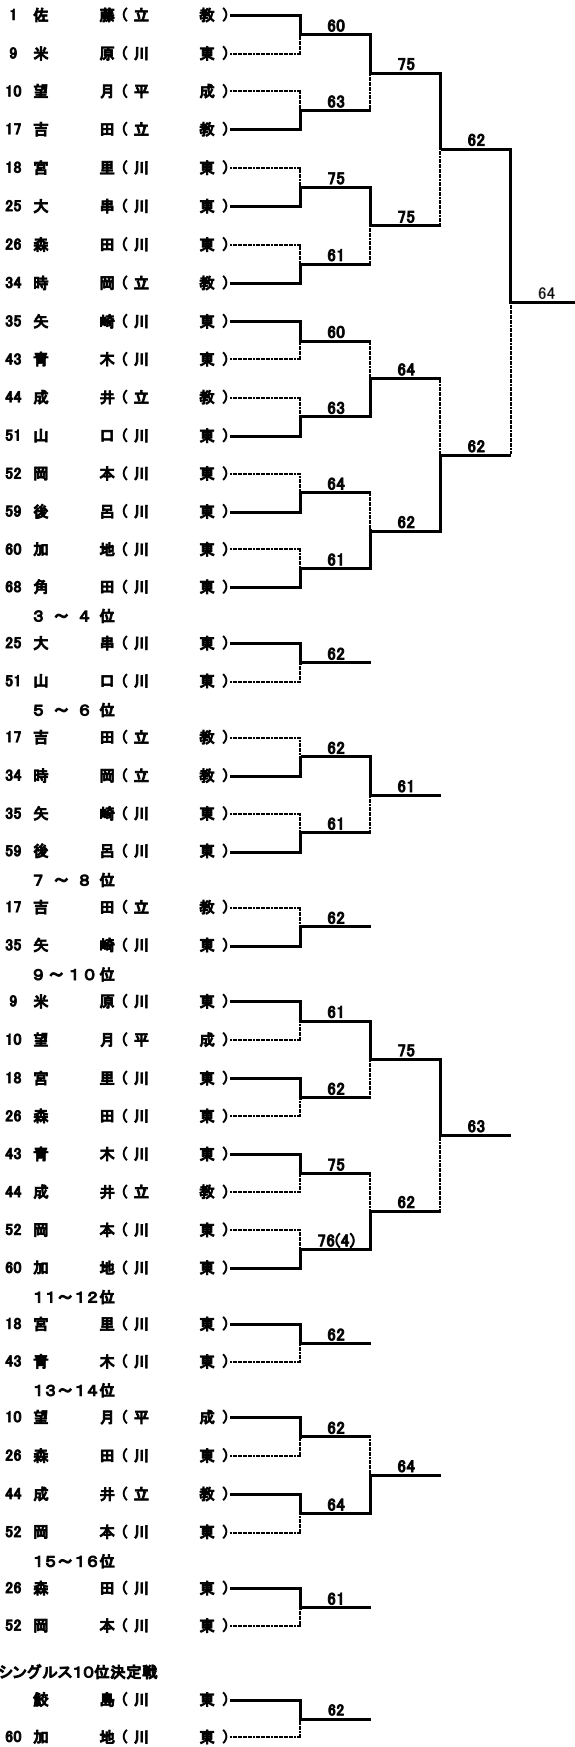 1 佐 藤 ( 立 教 )
60
9 米 原 ( 川 東 )
75
10 望 月 ( 平 成 )
63
17 吉 田 ( 立 教 )
62
18 宮 里 ( 川 東 )
75
25 大 串 ( 川 東 )
75
26 森 田 ( 川 東 )
61
34 時 岡 ( 立 教 )
64
35 矢 崎 ( 川 東 )
60
43 青 木 ( 川 東 )
64
44 成 井 ( 立 教 )
63
51 山 口 ( 川 東 )
62
52 岡 本 ( 川 東 )
64
59 後 呂 ( 川 東 )
62
60 加 地 ( 川 東 )
61
68 角 田 ( 川 東 )
3 ～ 4 位
25 大 串 ( 川 東 )
62
51 山 口 ( 川 東 )
5 ～ 6 位
17 吉 田 ( 立 教 )
62
34 時 岡 ( 立 教 )
61
35 矢 崎 ( 川 東 )
61
59 後 呂 ( 川 東 )
7 ～ 8 位
17 吉 田 ( 立 教 )
62
35 矢 崎 ( 川 東 )
9～10位
9 米 原 ( 川 東 )
61
10 望 月 ( 平 成 )
75
18 宮 里 ( 川 東 )
62
26 森 田 ( 川 東 )
63
43 青 木 ( 川 東 )
75
44 成 井 ( 立 教 )
62
52 岡 本 ( 川 東 )
76(4)
60 加 地 ( 川 東 )
11～12位
18 宮 里 ( 川 東 )
62
43 青 木 ( 川 東 )
13～14位
10 望 月 ( 平 成 )
62
26 森 田 ( 川 東 )
64
44 成 井 ( 立 教 )
64
52 岡 本 ( 川 東 )
15～16位
26 森 田 ( 川 東 )
61
52 岡 本 ( 川 東 )
シングルス10位決定戦
鮫 島 ( 川 東 )
62
60 加 地 ( 川 東 )